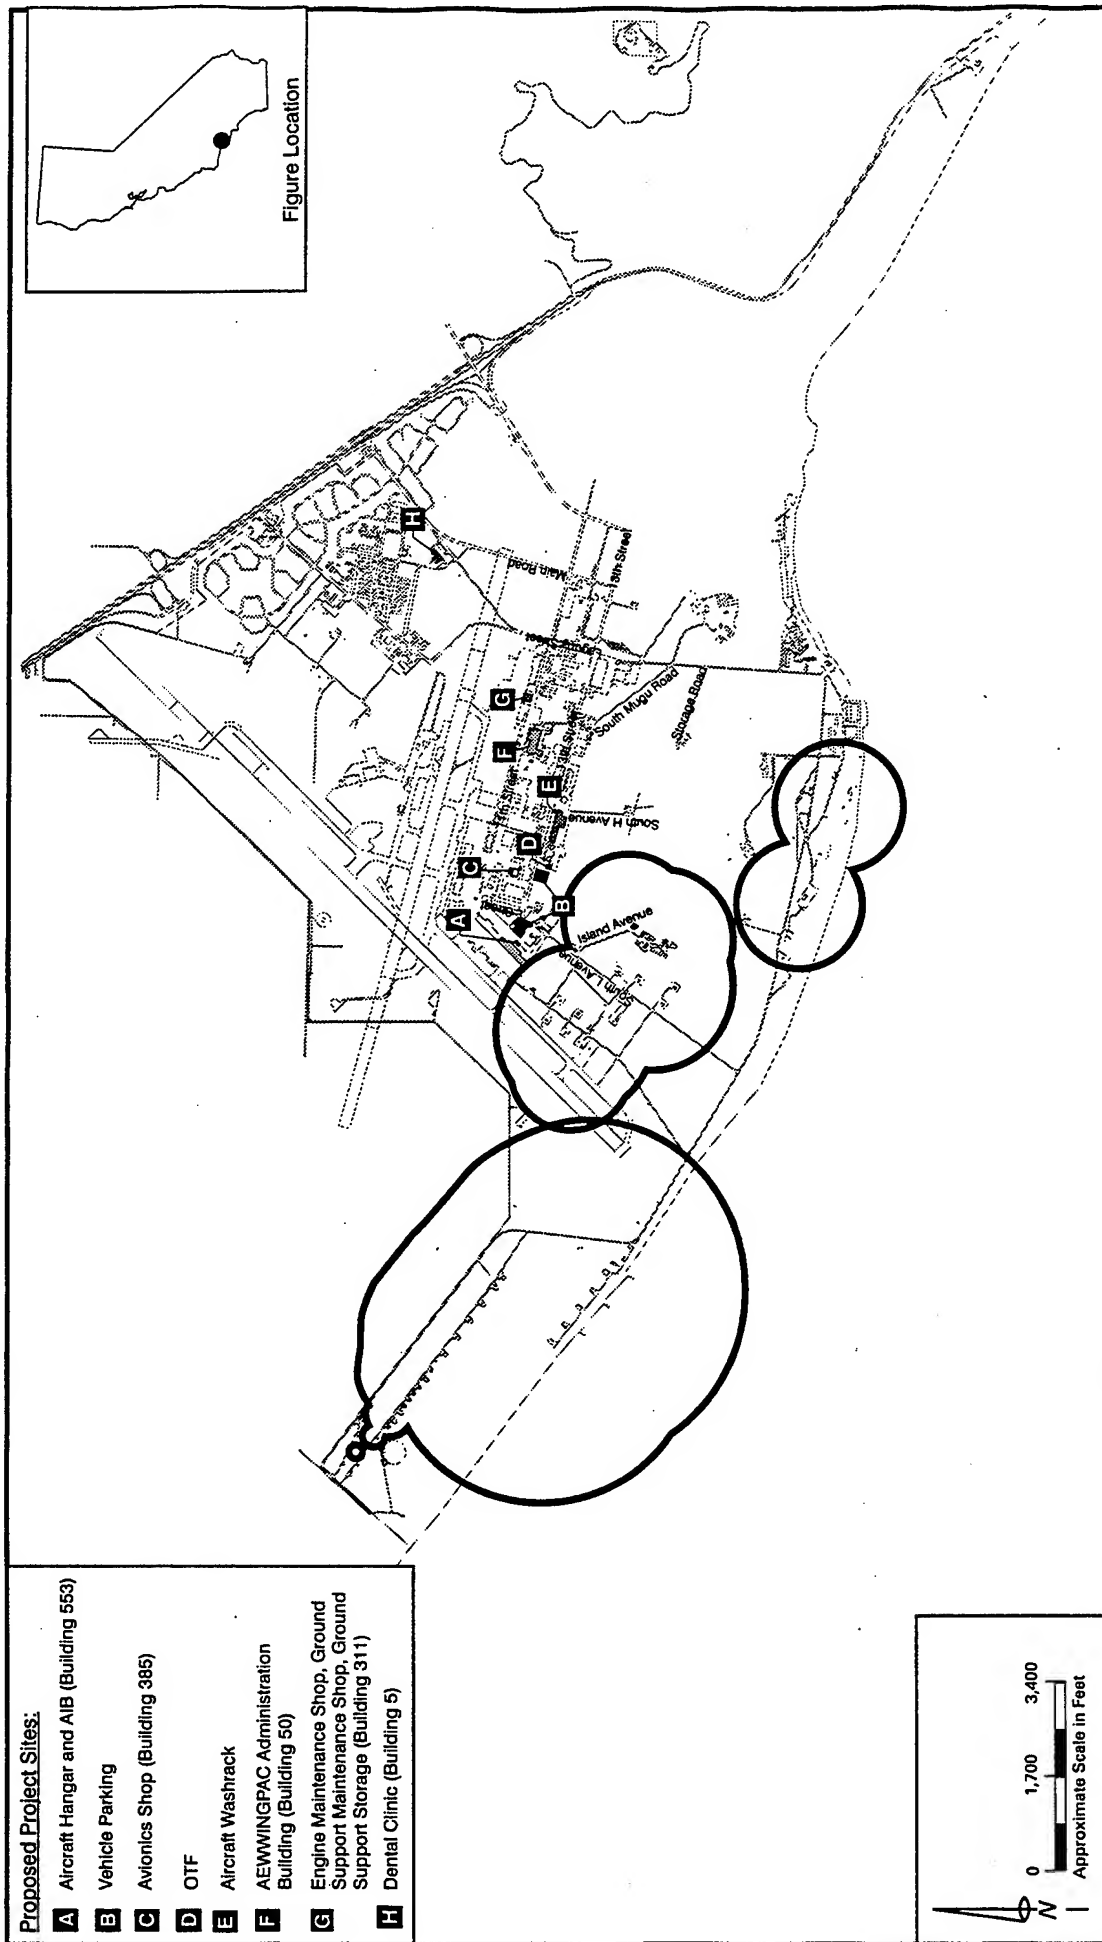 Proposed Project Sites:
A Aircraft Hangar and AIB (Building 553)
B Vehicle Parking
C Avionics Shop (Building 385)
D OTF
E Aircraft Washrack
F AEWWINGPAC Administration
Building (Building 50)
G Engine Maintenance Shop, Ground
Support Maintenance Shop, Ground
Support Storage (Building 311)
H Dental Clinic (Building 5)
Figure Location
H
Main Road
13th Street
G
F
South Mugu Road
Storage Road
E
South H Avenue
D
C
A
B
Island Avenue
South L Avenue
N
0 1,700 3,400
Approximate Scale in Feet